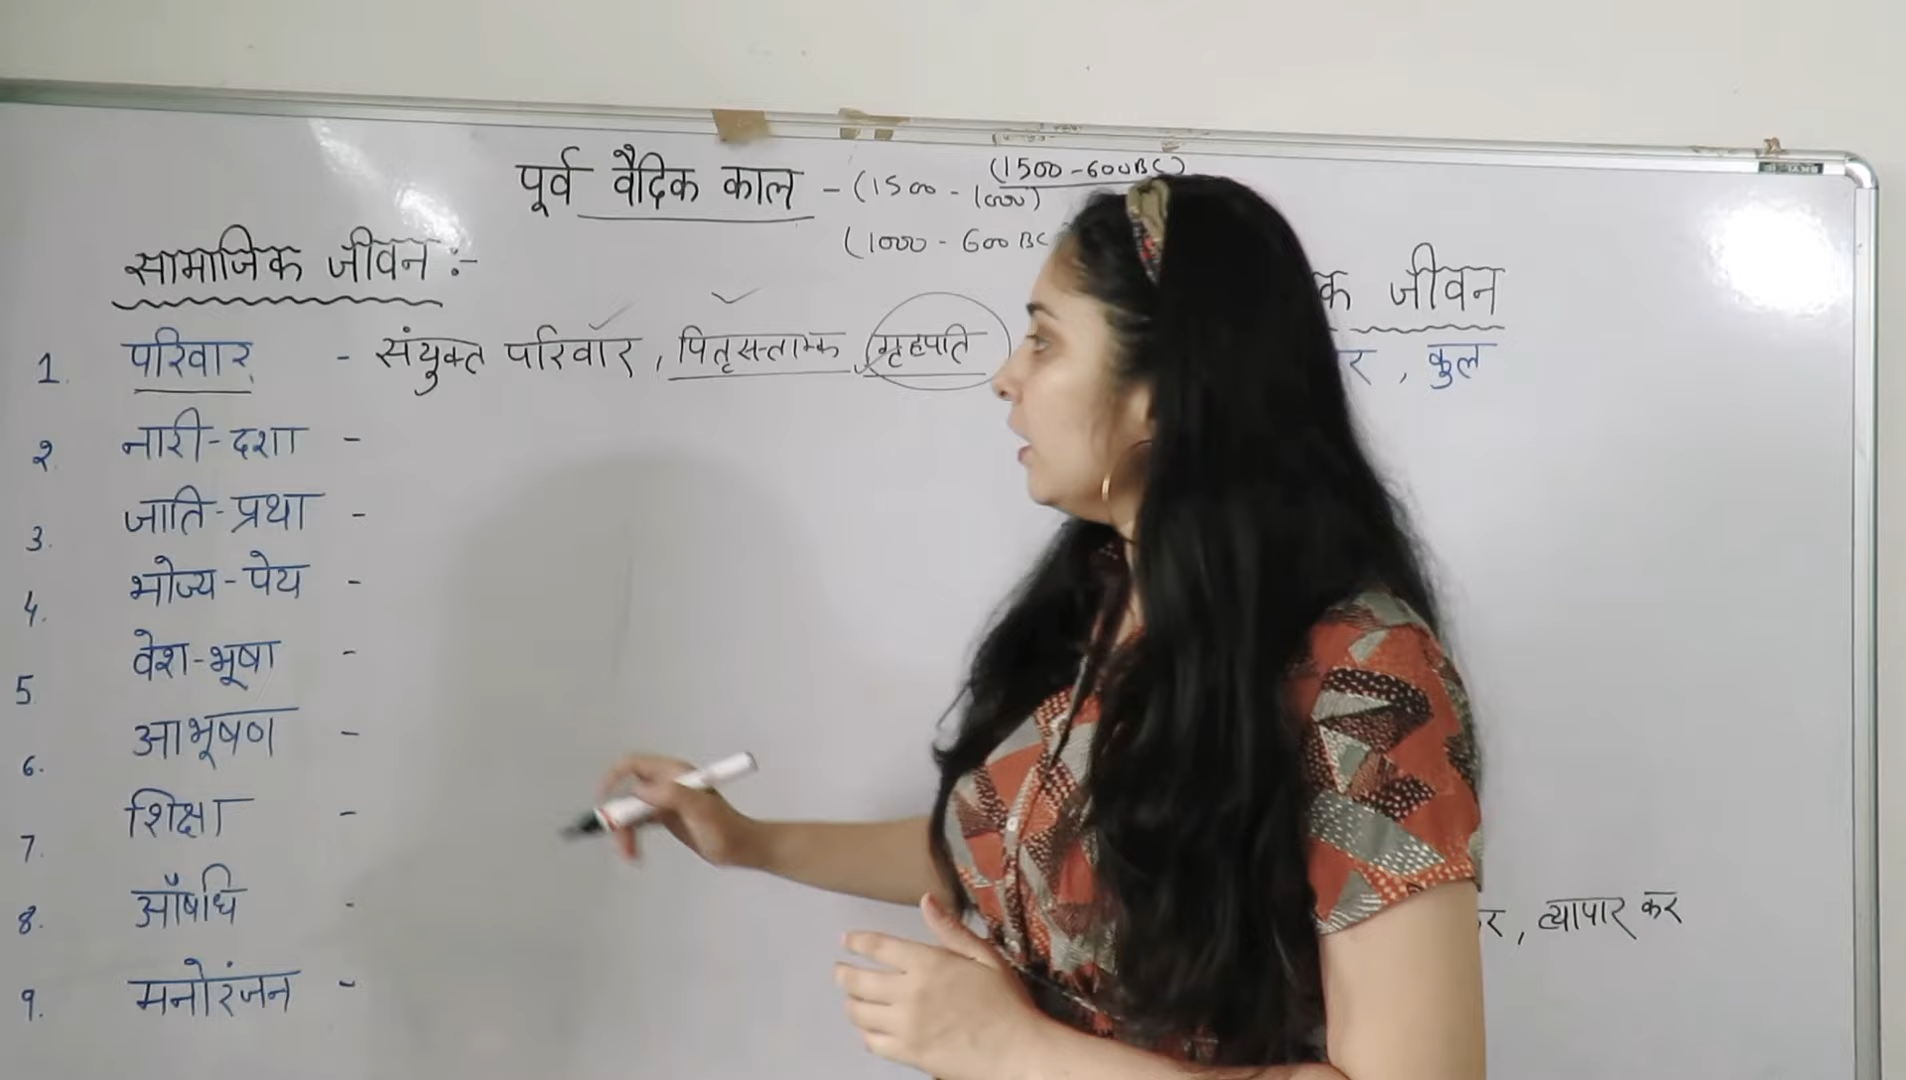 (1500-600BC)
पूर्व वैदिक काल - (1500 - 1000)
(1000 - 600 BC
सामाजिक जीवन :-
क जीवन
1. परिवार - संयुक्त परिवार, पितृसत्तात्मक, गृहपति
र, कुल
2. नारी-दशा -
3. जाति-प्रथा -
4. भोज्य-पेय -
5. वेश-भूषा -
6. आभूषण -
7. शिक्षा -
8. औषधि -
र, व्यापार कर
9. मनोरंजन -